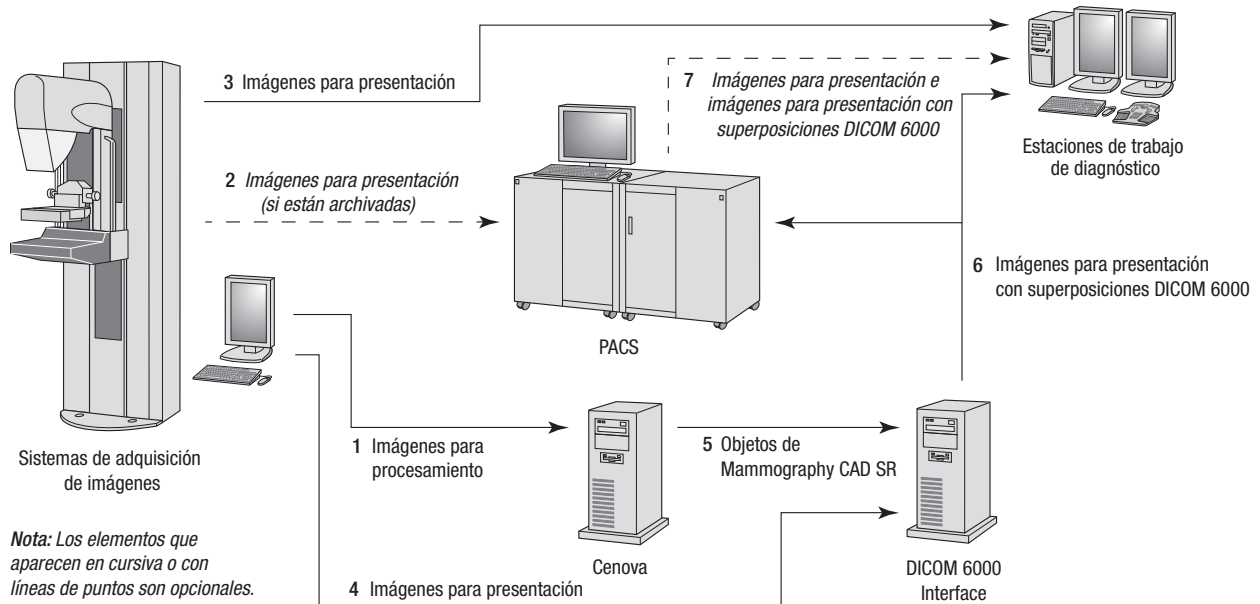 3 Imágenes para presentación
7 Imágenes para presentación e
imágenes para presentación con
superposiciones DICOM 6000
Estaciones de trabajo
de diagnóstico
2 Imágenes para presentación
(si están archivadas)
6 Imágenes para presentación
con superposiciones DICOM 6000
PACS
1 Imágenes para
procesamiento
5 Objetos de
Mammography CAD SR
Sistemas de adquisición
de imágenes
Nota: Los elementos que
aparecen en cursiva o con
líneas de puntos son opcionales.
Cenova
DICOM 6000
Interface
4 Imágenes para presentación